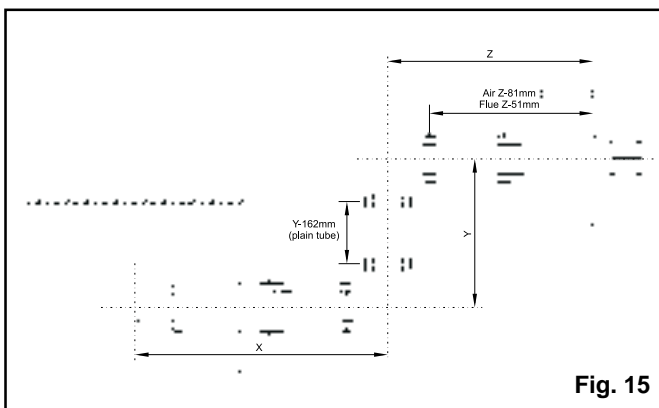 Z
Air Z-81mm
Flue Z-51mm
Y-162mm
(plain tube)
Y
X
Fig. 15